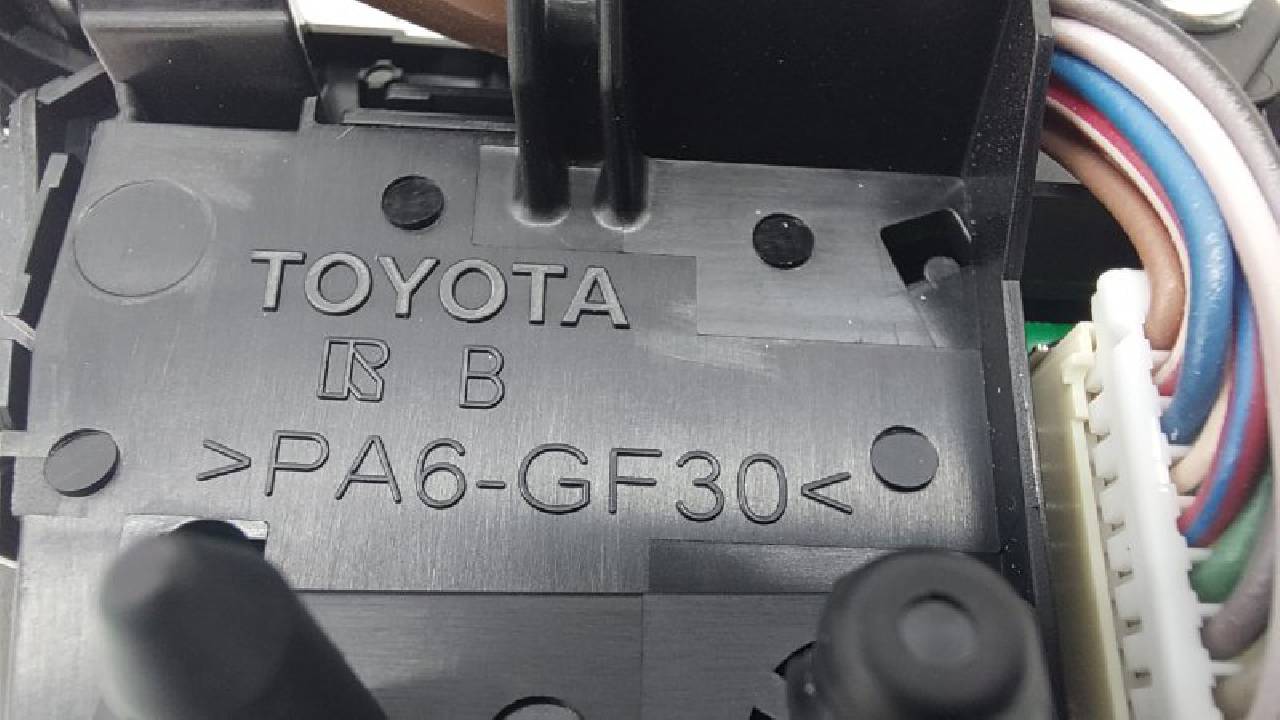 TOYOTA
R B
>PA6-GF30<